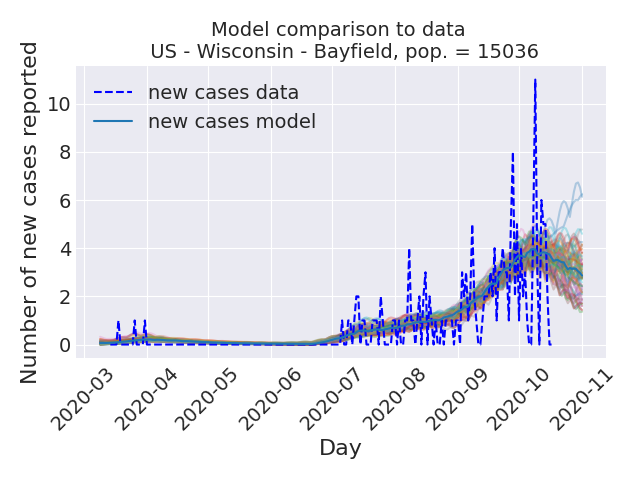 Model comparison to data
US - Wisconsin - Bayfield, pop. = 15036
new cases data
new cases model
Number of new cases reported
10
8
6
4
2
0
2020-03
2020-04
2020-05
2020-06
2020-07
2020-08
2020-09
2020-10
2020-11
Day